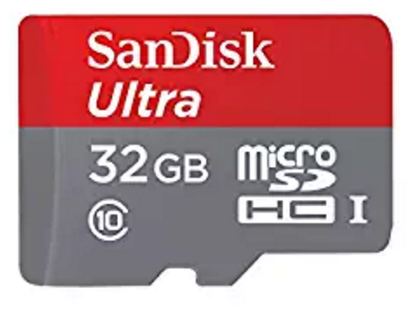 SanDisk
Ultra
32GB micro
SD
10 HC I